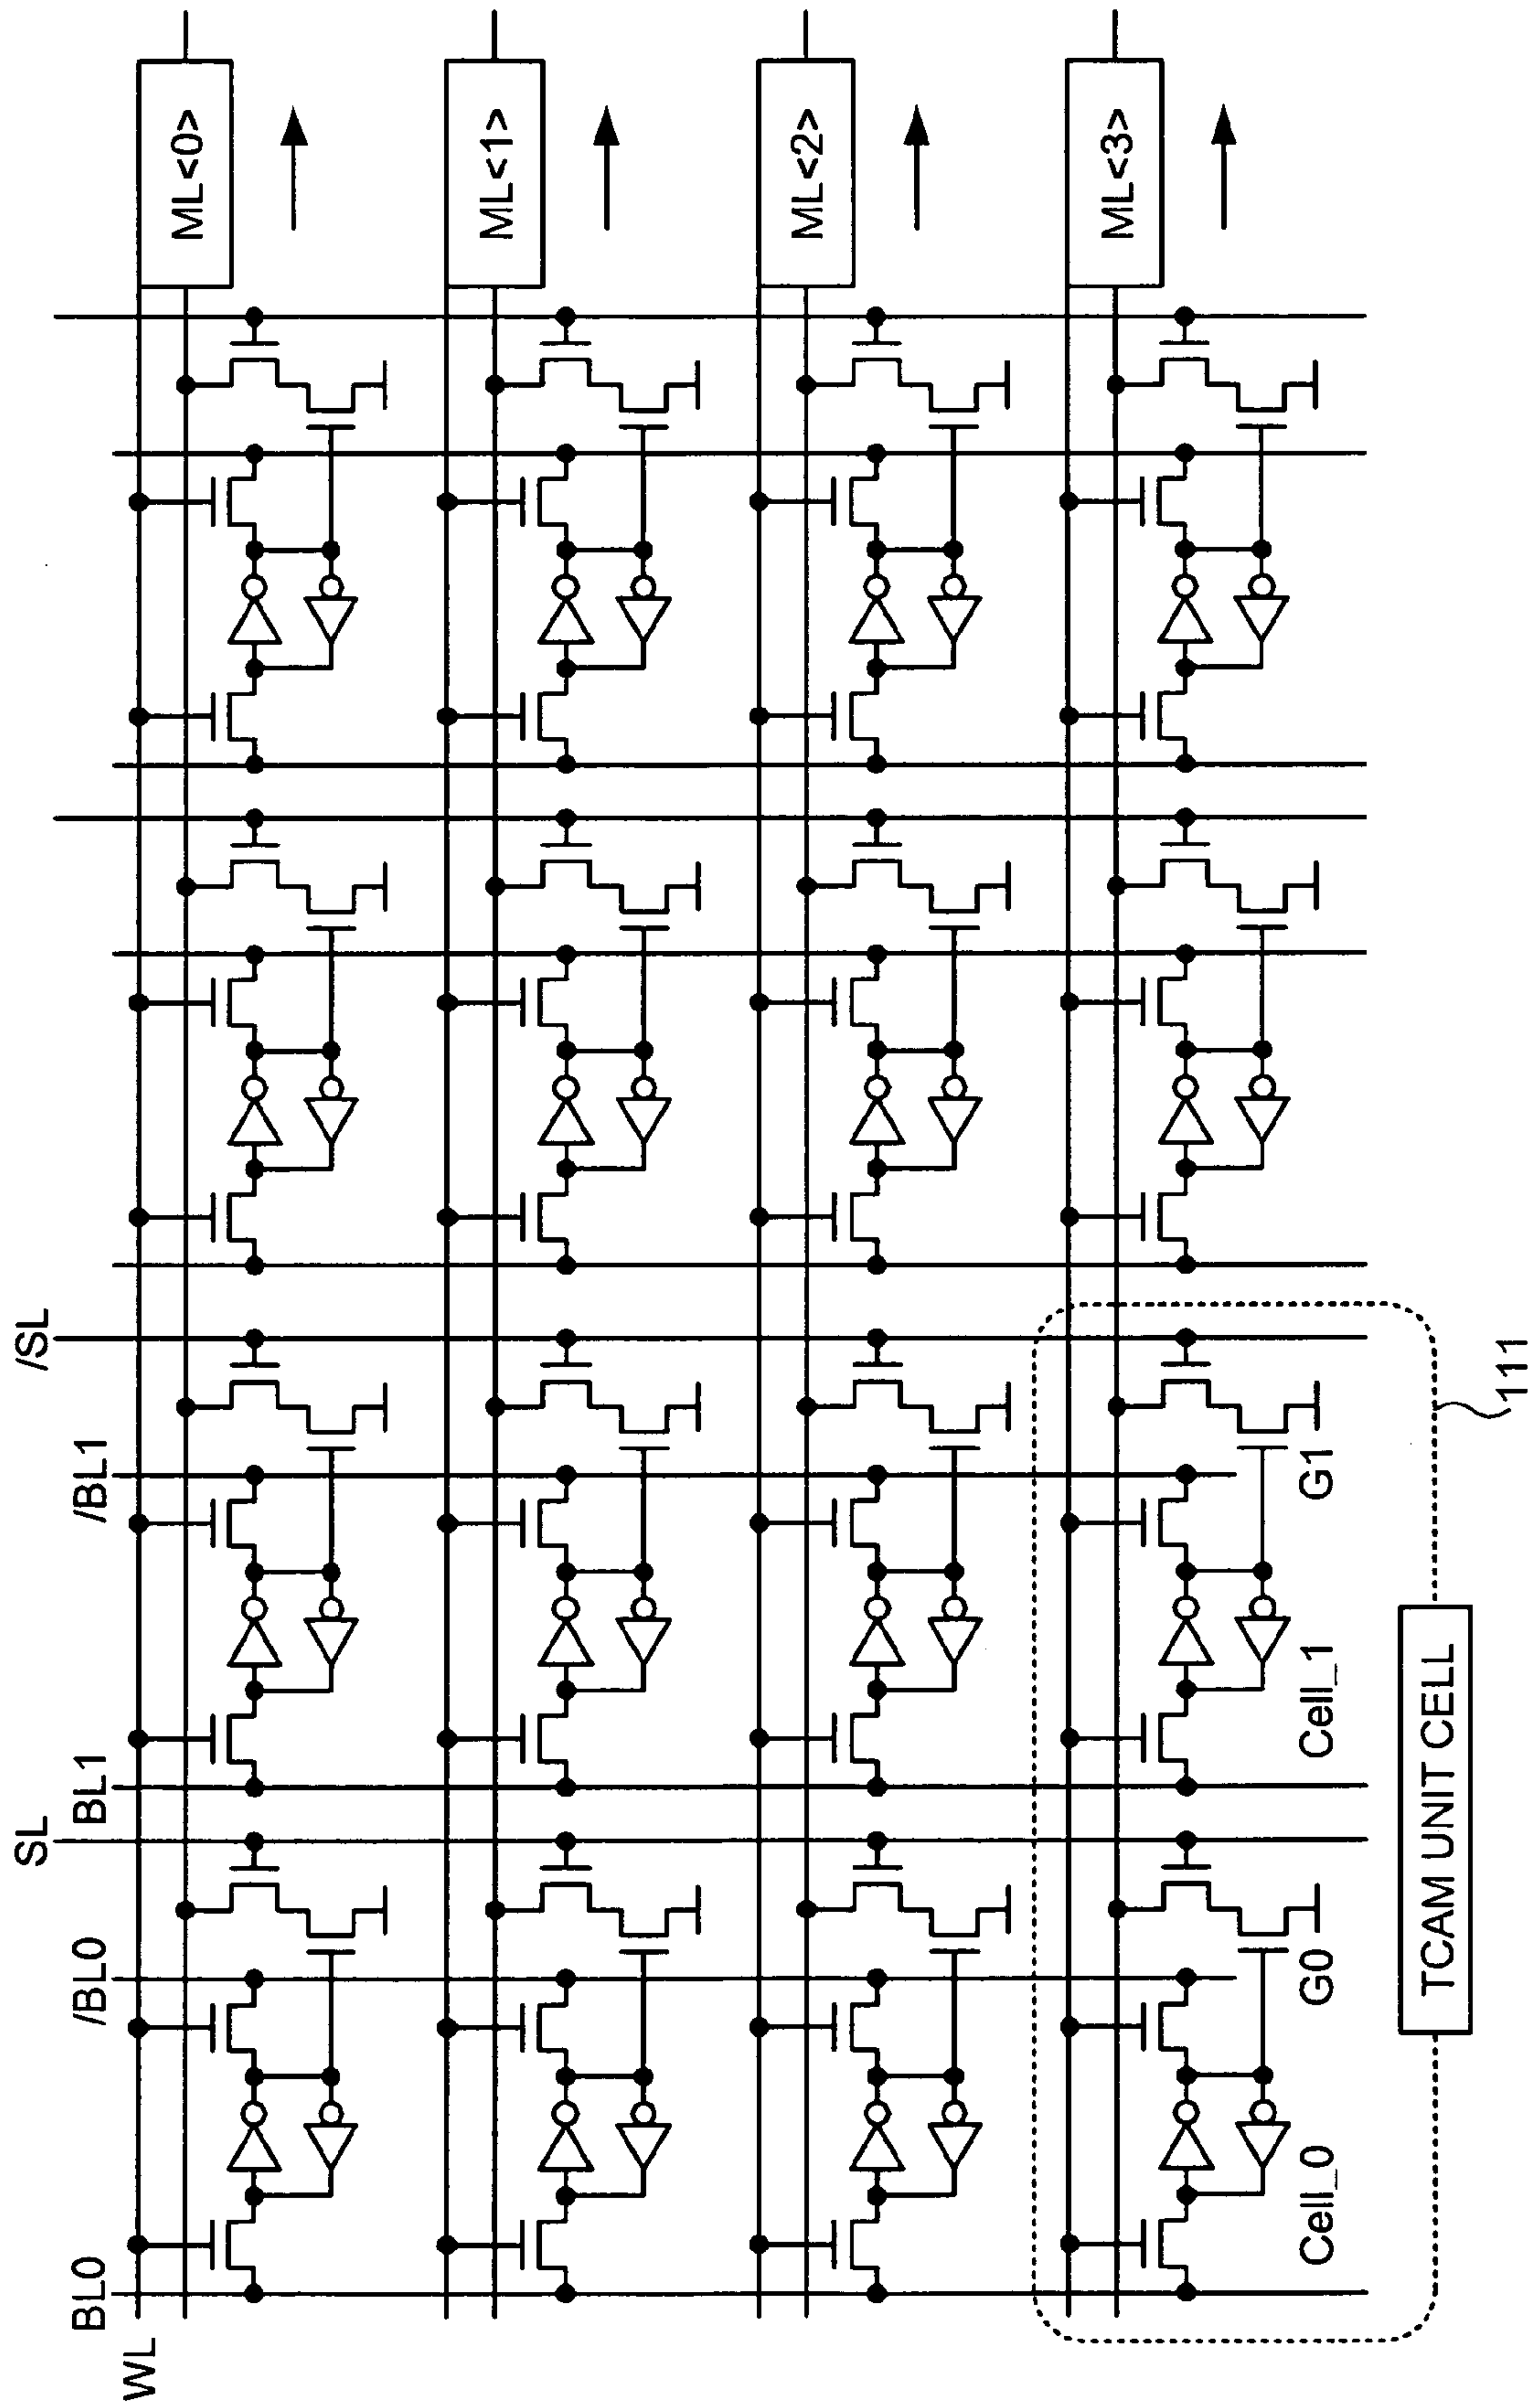 SL
/SL
BL0
/BL0
BL1
/BL1
WL
ML<0>
ML<1>
ML<2>
ML<3>
Cell_0
G0
Cell_1
G1
TCAM UNIT CELL
111